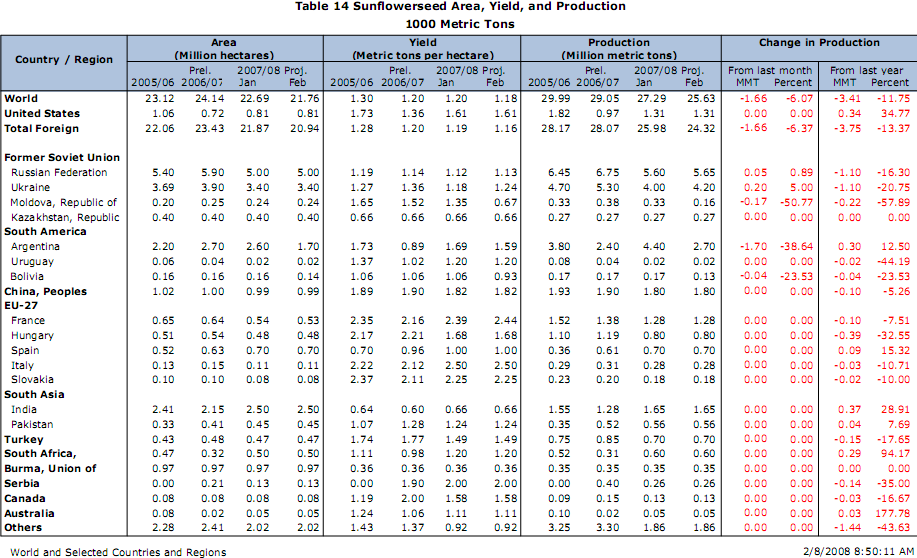 Table 14 Sunflowerseed Area, Yield, and Production
1000 Metric Tons
Area Yield Production Change in Production
Country / Region (Million hectares) (Metric tons per hectare) (Million metric tons)
Prel. 2007/08 Proj. Prel. 2007/08 Proj. Prel. 2007/08 Proj. From last month From last year
2005/06 2006/07 Jan Feb 2005/06 2006/07 Jan Feb 2005/06 2006/07 Jan Feb MMT Percent MMT Percent
World 23.12 24.14 22.69 21.76 1.30 1.20 1.20 1.18 29.99 29.05 27.29 25.63 -1.66 -6.07 -3.41 -11.75
United States 1.06 0.72 0.81 0.81 1.73 1.36 1.61 1.61 1.82 0.97 1.31 1.31 0.00 0.00 0.34 34.77
Total Foreign 22.06 23.43 21.87 20.94 1.28 1.20 1.19 1.16 28.17 28.07 25.98 24.32 -1.66 -6.37 -3.75 -13.37
Former Soviet Union
Russian Federation 5.40 5.90 5.00 5.00 1.19 1.14 1.12 1.13 6.45 6.75 5.60 5.65 0.05 0.89 -1.10 -16.30
Ukraine 3.69 3.90 3.40 3.40 1.27 1.36 1.18 1.24 4.70 5.30 4.00 4.20 0.20 5.00 -1.10 -20.75
Moldova, Republic of 0.20 0.25 0.24 0.24 1.65 1.52 1.35 0.67 0.33 0.38 0.33 0.16 -0.17 -50.77 -0.22 -57.89
Kazakhstan, Republic 0.40 0.40 0.40 0.40 0.66 0.66 0.66 0.66 0.27 0.27 0.27 0.27 0.00 0.00 0.00 0.00
South America
Argentina 2.20 2.70 2.60 1.70 1.73 0.89 1.69 1.59 3.80 2.40 4.40 2.70 -1.70 -38.64 0.30 12.50
Uruguay 0.06 0.04 0.02 0.02 1.37 1.02 1.20 1.20 0.08 0.04 0.02 0.02 0.00 0.00 -0.02 -44.19
Bolivia 0.16 0.16 0.16 0.14 1.06 1.06 1.06 0.93 0.17 0.17 0.17 0.13 -0.04 -23.53 -0.04 -23.53
China, Peoples 1.02 1.00 0.99 0.99 1.89 1.90 1.82 1.82 1.93 1.90 1.80 1.80 0.00 0.00 -0.10 -5.26
EU-27
France 0.65 0.64 0.54 0.53 2.35 2.16 2.39 2.44 1.52 1.38 1.28 1.28 0.00 0.00 -0.10 -7.51
Hungary 0.51 0.54 0.48 0.48 2.17 2.21 1.68 1.68 1.10 1.19 0.80 0.80 0.00 0.00 -0.39 -32.55
Spain 0.52 0.63 0.70 0.70 0.70 0.96 1.00 1.00 0.36 0.61 0.70 0.70 0.00 0.00 0.09 15.32
Italy 0.13 0.15 0.11 0.11 2.22 2.12 2.50 2.50 0.29 0.31 0.28 0.28 0.00 0.00 -0.03 -10.71
Slovakia 0.10 0.10 0.08 0.08 2.37 2.11 2.25 2.25 0.23 0.20 0.18 0.18 0.00 0.00 -0.02 -10.00
South Asia
India 2.41 2.15 2.50 2.50 0.64 0.60 0.66 0.66 1.55 1.28 1.65 1.65 0.00 0.00 0.37 28.91
Pakistan 0.33 0.41 0.45 0.45 1.07 1.28 1.24 1.24 0.35 0.52 0.56 0.56 0.00 0.00 0.04 7.69
Turkey 0.43 0.48 0.47 0.47 1.74 1.77 1.49 1.49 0.75 0.85 0.70 0.70 0.00 0.00 -0.15 -17.65
South Africa, 0.47 0.32 0.50 0.50 1.11 0.98 1.20 1.20 0.52 0.31 0.60 0.60 0.00 0.00 0.29 94.17
Burma, Union of 0.97 0.97 0.97 0.97 0.36 0.36 0.36 0.36 0.35 0.35 0.35 0.35 0.00 0.00 0.00 0.00
Serbia 0.00 0.21 0.13 0.13 0.00 1.90 2.00 2.00 0.00 0.40 0.26 0.26 0.00 0.00 -0.14 -35.00
Canada 0.08 0.08 0.08 0.08 1.19 2.00 1.58 1.58 0.09 0.15 0.13 0.13 0.00 0.00 -0.03 -16.67
Australia 0.08 0.02 0.05 0.05 1.24 1.06 1.11 1.11 0.10 0.02 0.05 0.05 0.00 0.00 0.03 177.78
Others 2.28 2.41 2.02 2.02 1.43 1.37 0.92 0.92 3.25 3.30 1.86 1.86 0.00 0.00 -1.44 -43.63
World and Selected Countries and Regions 2/8/2008 8:50:11 AM